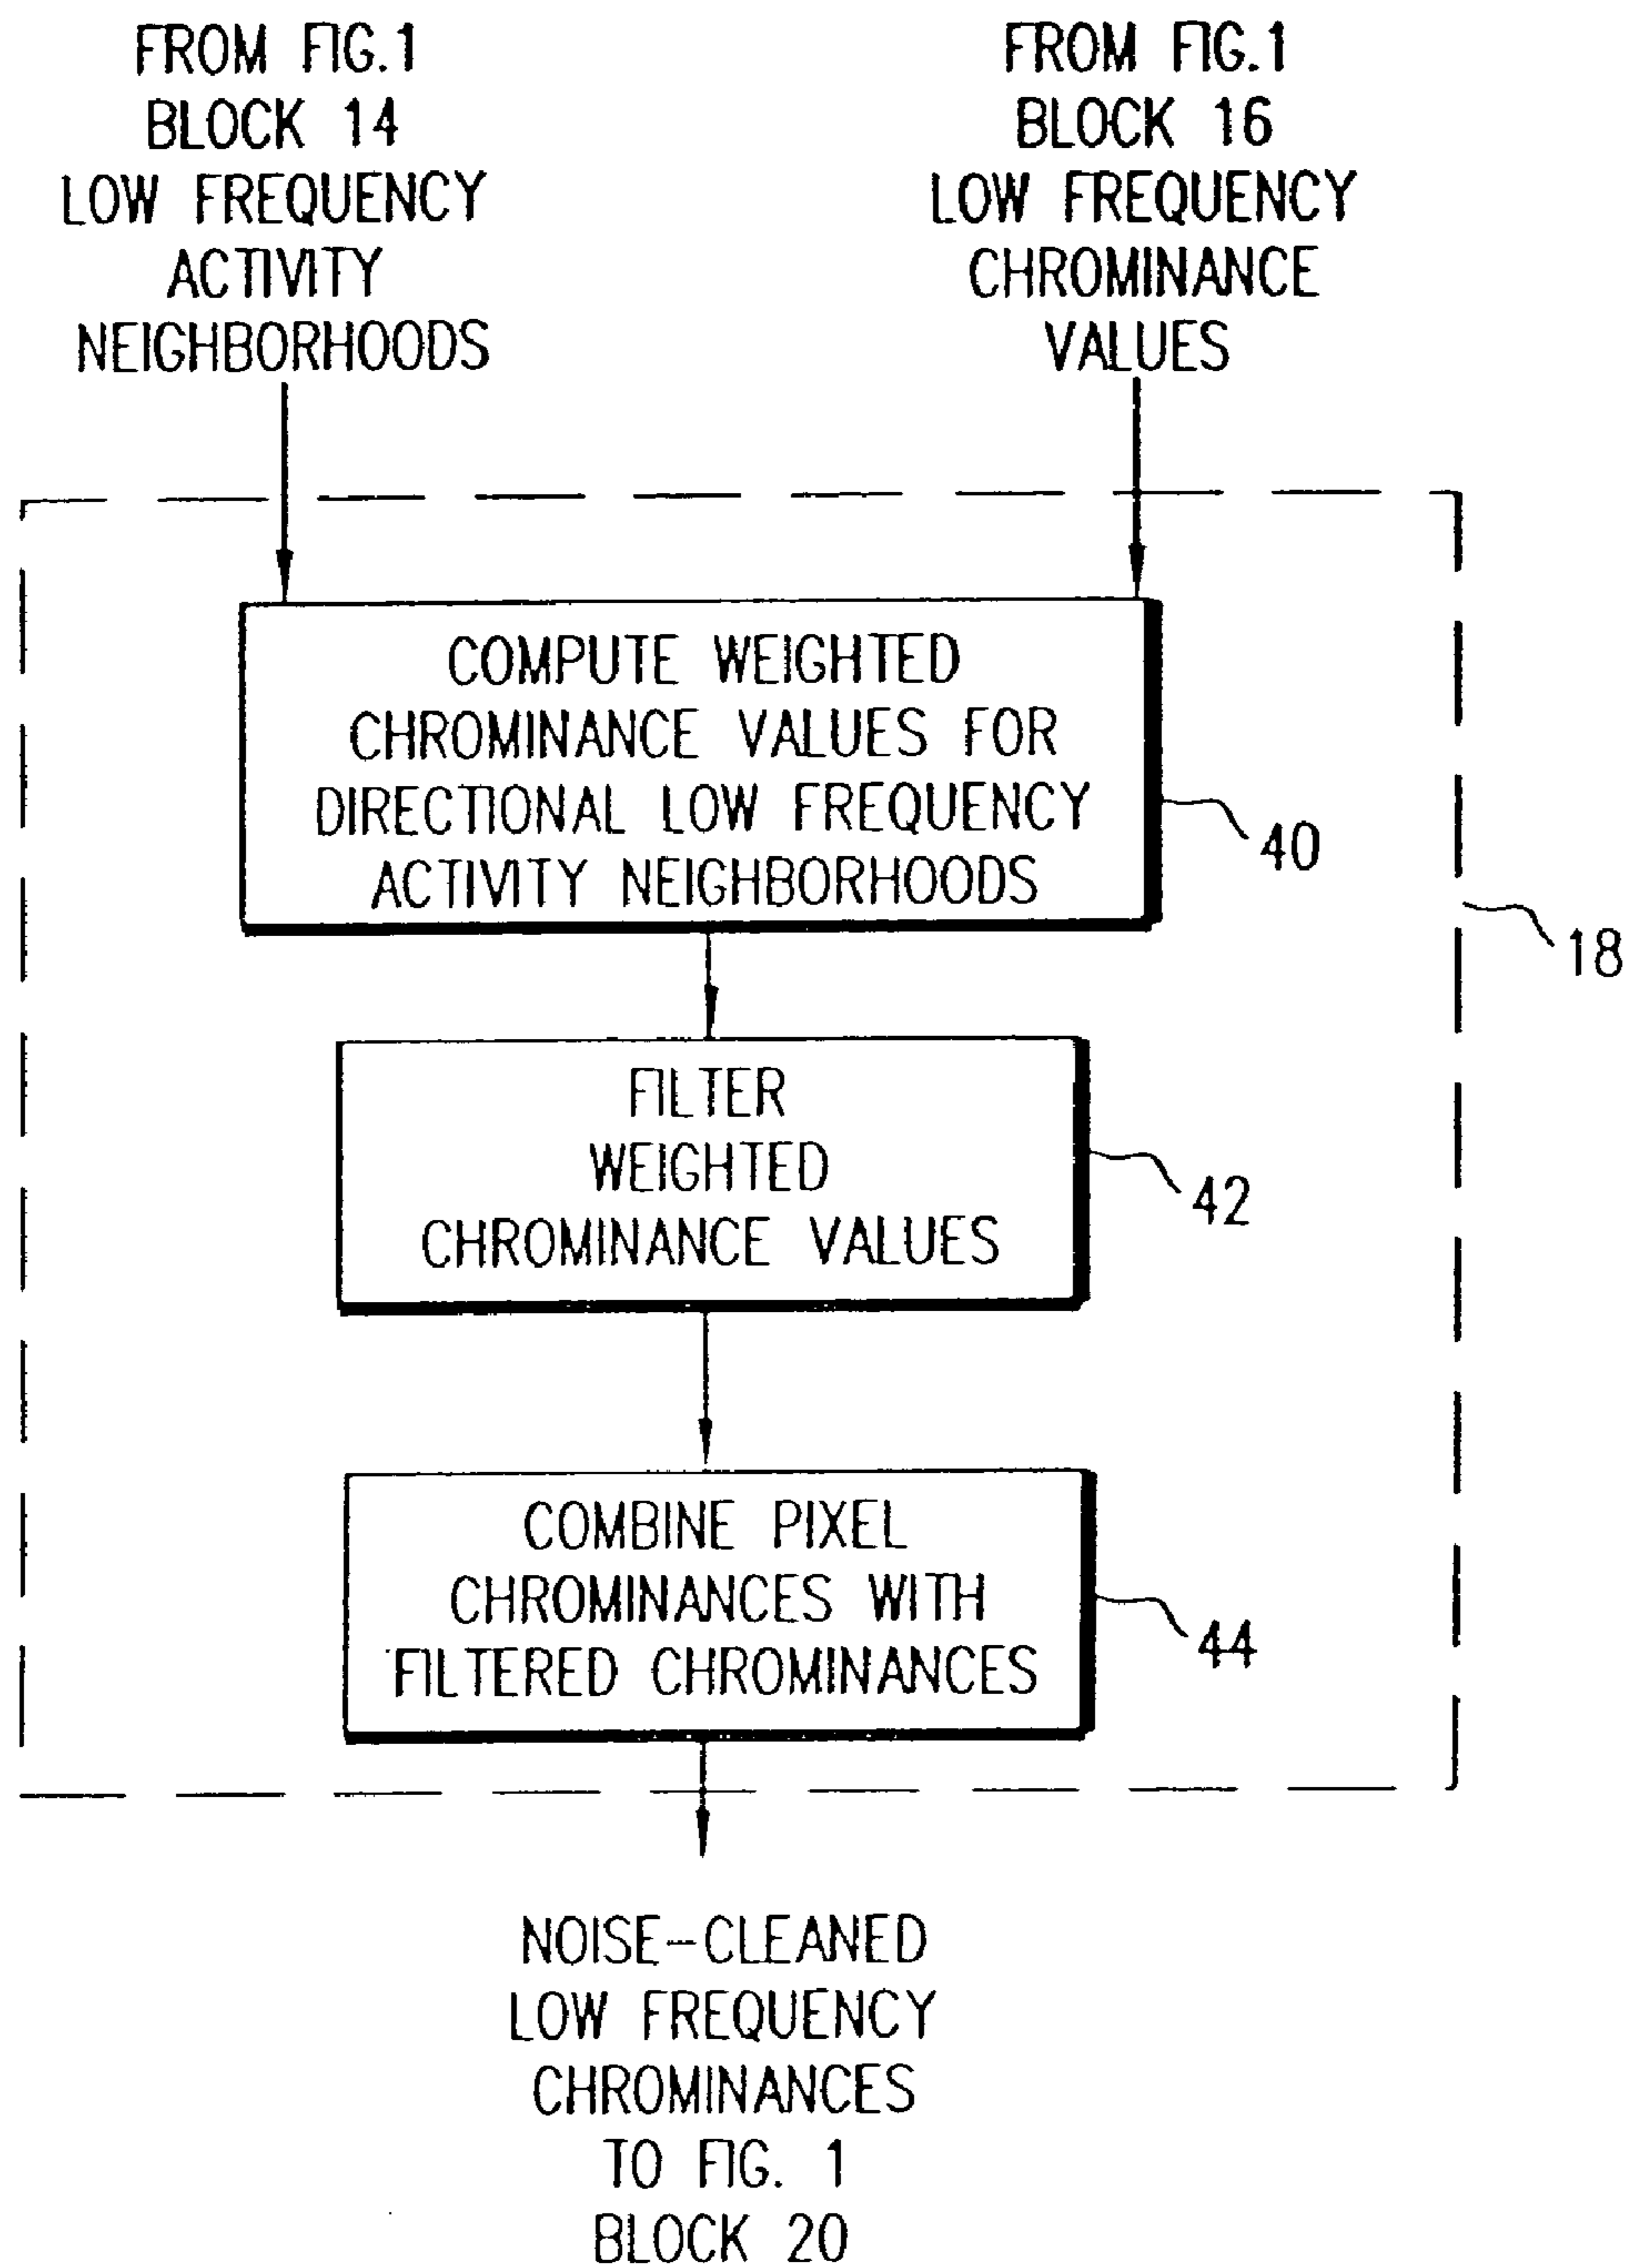 FROM FIG.1
BLOCK 14
LOW FREQUENCY
ACTIVITY
NEIGHBORHOODS
FROM FIG.1
BLOCK 16
LOW FREQUENCY
CHROMINANCE
VALUES
COMPUTE WEIGHTED
CHROMINANCE VALUES FOR
DIRECTIONAL LOW FREQUENCY
ACTIVITY NEIGHBORHOODS
40
18
FILTER
WEIGHTED
CHROMINANCE VALUES
42
COMBINE PIXEL
CHROMINANCES WITH
FILTERED CHROMINANCES
44
NOISE-CLEANED
LOW FREQUENCY
CHROMINANCES
TO FIG. 1
BLOCK 20